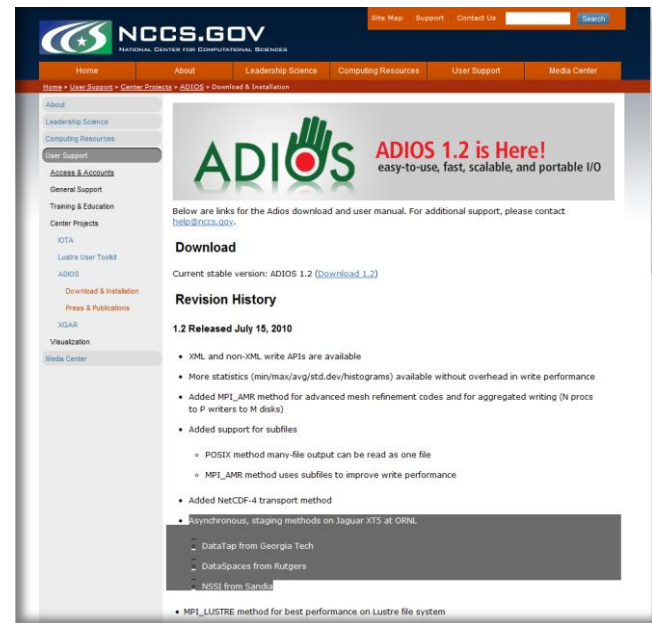 Site Map Support Contact Us Search
NCCS.GOV
NATIONAL CENTER FOR COMPUTATIONAL SCIENCES
Home About Leadership Science Computing Resources User Support Media Center
Home » User Support » Center Projects » ADIOS » Download & Installation
About
Leadership Science
Computing Resources
User Support
Access & Accounts
General Support
Training & Education
Center Projects
IOTA
Lustre User Toolkit
ADIOS
Download & Installation
Press & Publications
XGAR
Visualization
Media Center
ADIOS
ADIOS 1.2 is Here!
easy-to-use, fast, scalable, and portable I/O
Below are links for the Adios download and user manual. For additional support, please contact
help@nccs.gov.
Download
Current stable version: ADIOS 1.2 (Download 1.2)
Revision History
1.2 Released July 15, 2010
• XML and non-XML write APIs are available
• More statistics (min/max/avg/std.dev/histograms) available without overhead in write performance
• Added MPI_AMR method for advanced mesh refinement codes and for aggregated writing (N procs
to P writers to M disks)
• Added support for subfiles
◦ POSIX method many-file output can be read as one file
◦ MPI_AMR method uses subfiles to improve write performance
• Added NetCDF-4 transport method
• Asynchronous, staging methods on Jaguar XT5 at ORNL
DataTap from Georgia Tech
DataSpaces from Rutgers
NSSI from Sandia
• MPI_LUSTRE method for best performance on Lustre file system